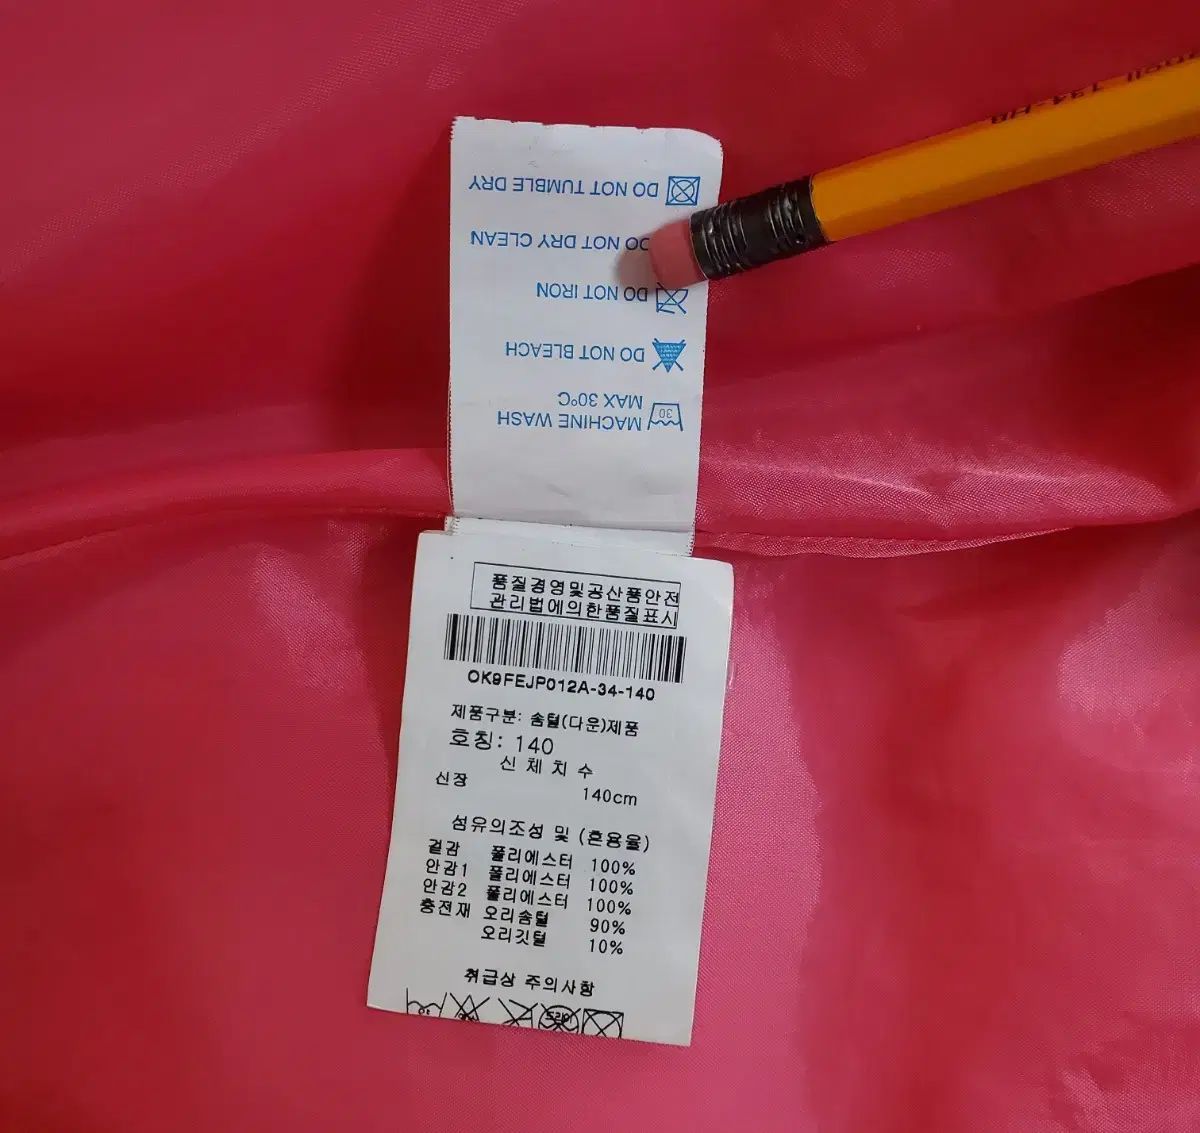 DO NOT TUMBLE DRY
DO NOT DRY CLEAN
DO NOT IRON
DO NOT BLEACH
30
MACHINE WASH
MAX 30°C
134-HB
품질경영및공산품안전
관리법에의한품질표시
OK9FEJP012A-34-140
제품구분: 솜털(다운)제품
호칭: 140
신체치수
신장
140cm
섬유의조성 및 (혼용율)
겉감 폴리에스터 100%
안감1 폴리에스터 100%
안감2 폴리에스터 100%
충전재 오리솜털 90%
오리깃털 10%
취급상 주의사항
드라이